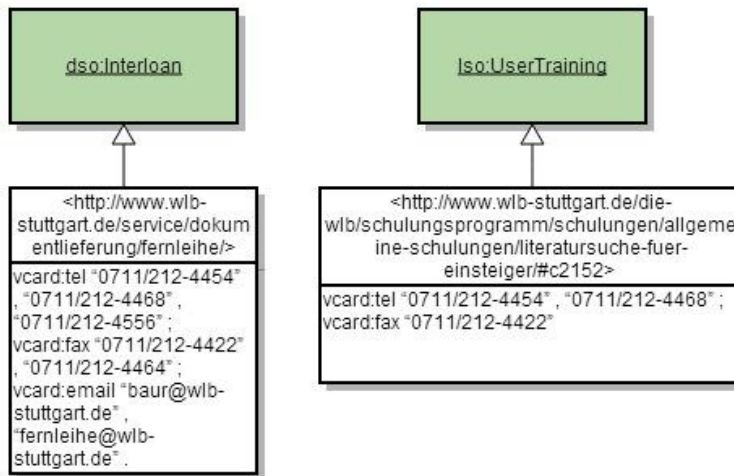 dso:Interloan
lso:UserTraining
<http://www.wlb-
stuttgart.de/service/dokum
entlieferung/fernleihe/>
vcard:tel “0711/212-4454”
, “0711/212-4468” ,
“0711/212-4556” ;
vcard:fax “0711/212-4422”
, “0711/212-4464” ;
vcard:email “baur@wlb-
stuttgart.de” ,
“fernleihe@wlb-
stuttgart.de” .
<http://www.wlb-stuttgart.de/die-
wlb/schulungsprogramm/schulungen/allgeme
ine-schulungen/literatursuche-fuer-
einsteiger/#c2152>
vcard:tel “0711/212-4454” , “0711/212-4468” ;
vcard:fax “0711/212-4422”